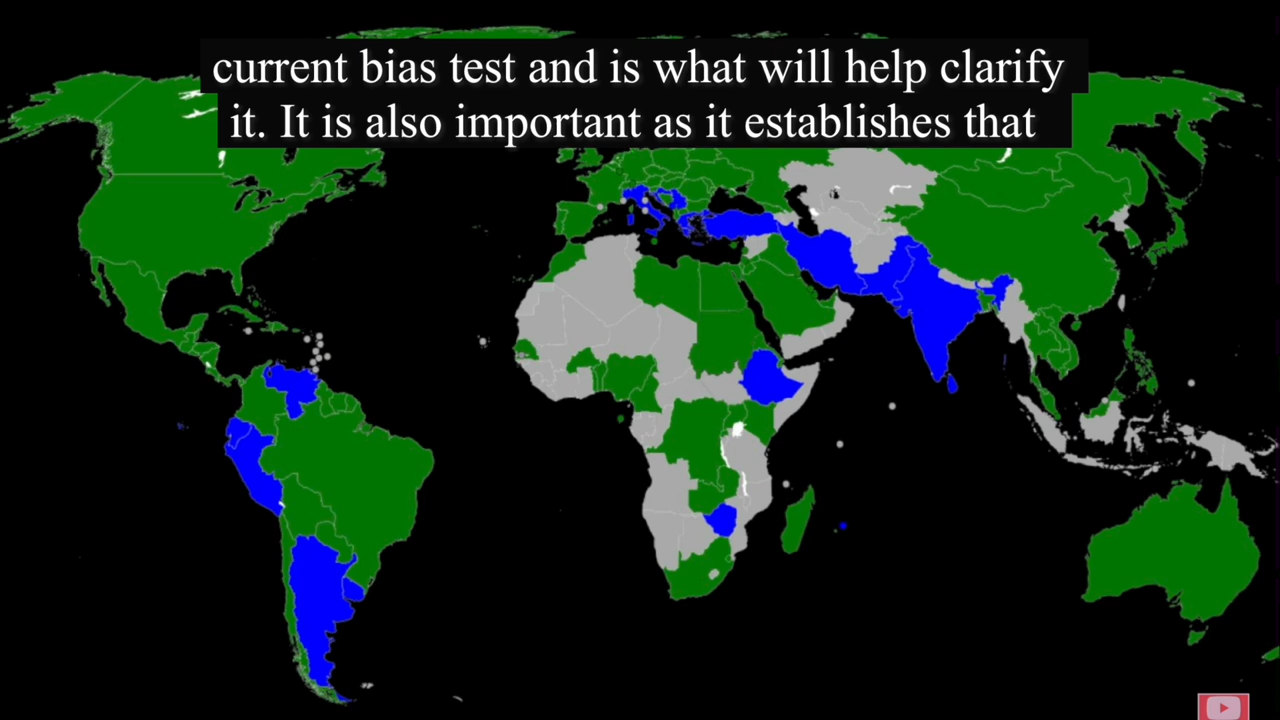 current bias test and is what will help clarify
it. It is also important as it establishes that